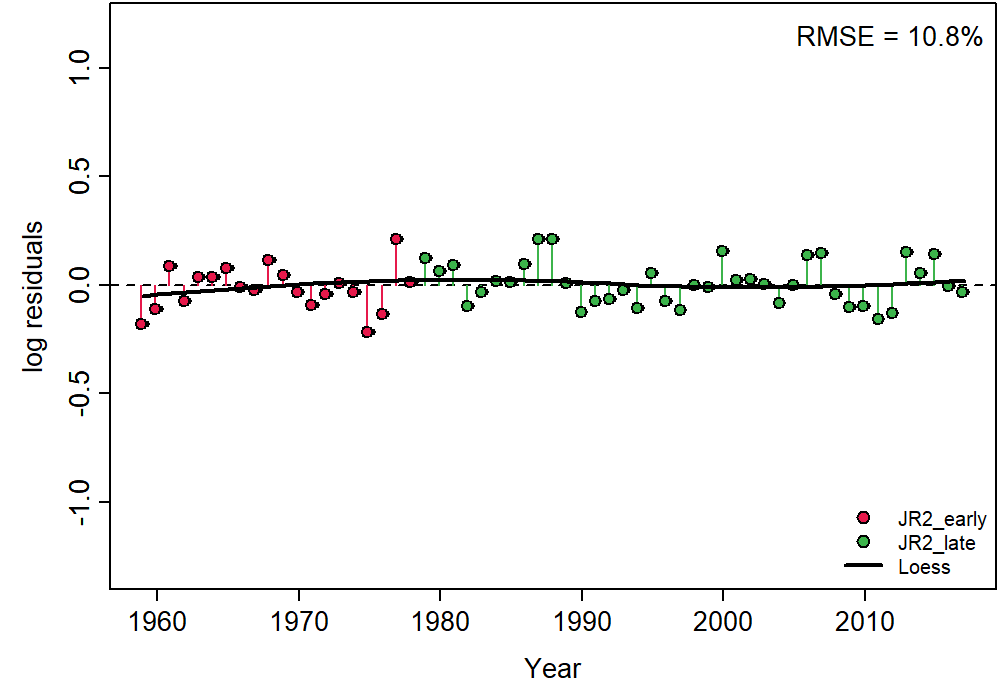 RMSE = 10.8%
log residuals
1.0
0.5
0.0
-0.5
-1.0
JR2_early
JR2_late
Loess
1960 1970 1980 1990 2000 2010
Year